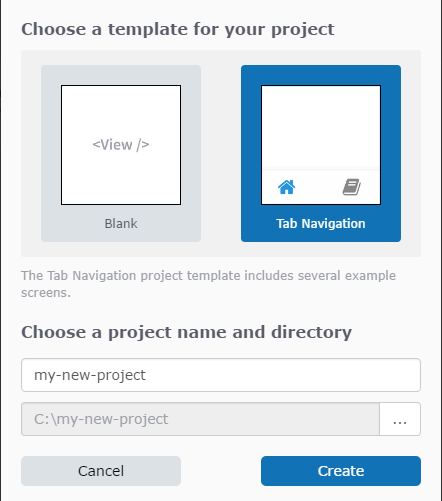 Choose a template for your project
<View />
Blank
Tab Navigation
The Tab Navigation project template includes several example
screens.
Choose a project name and directory
my-new-project
C:\my-new-project
...
Cancel
Create